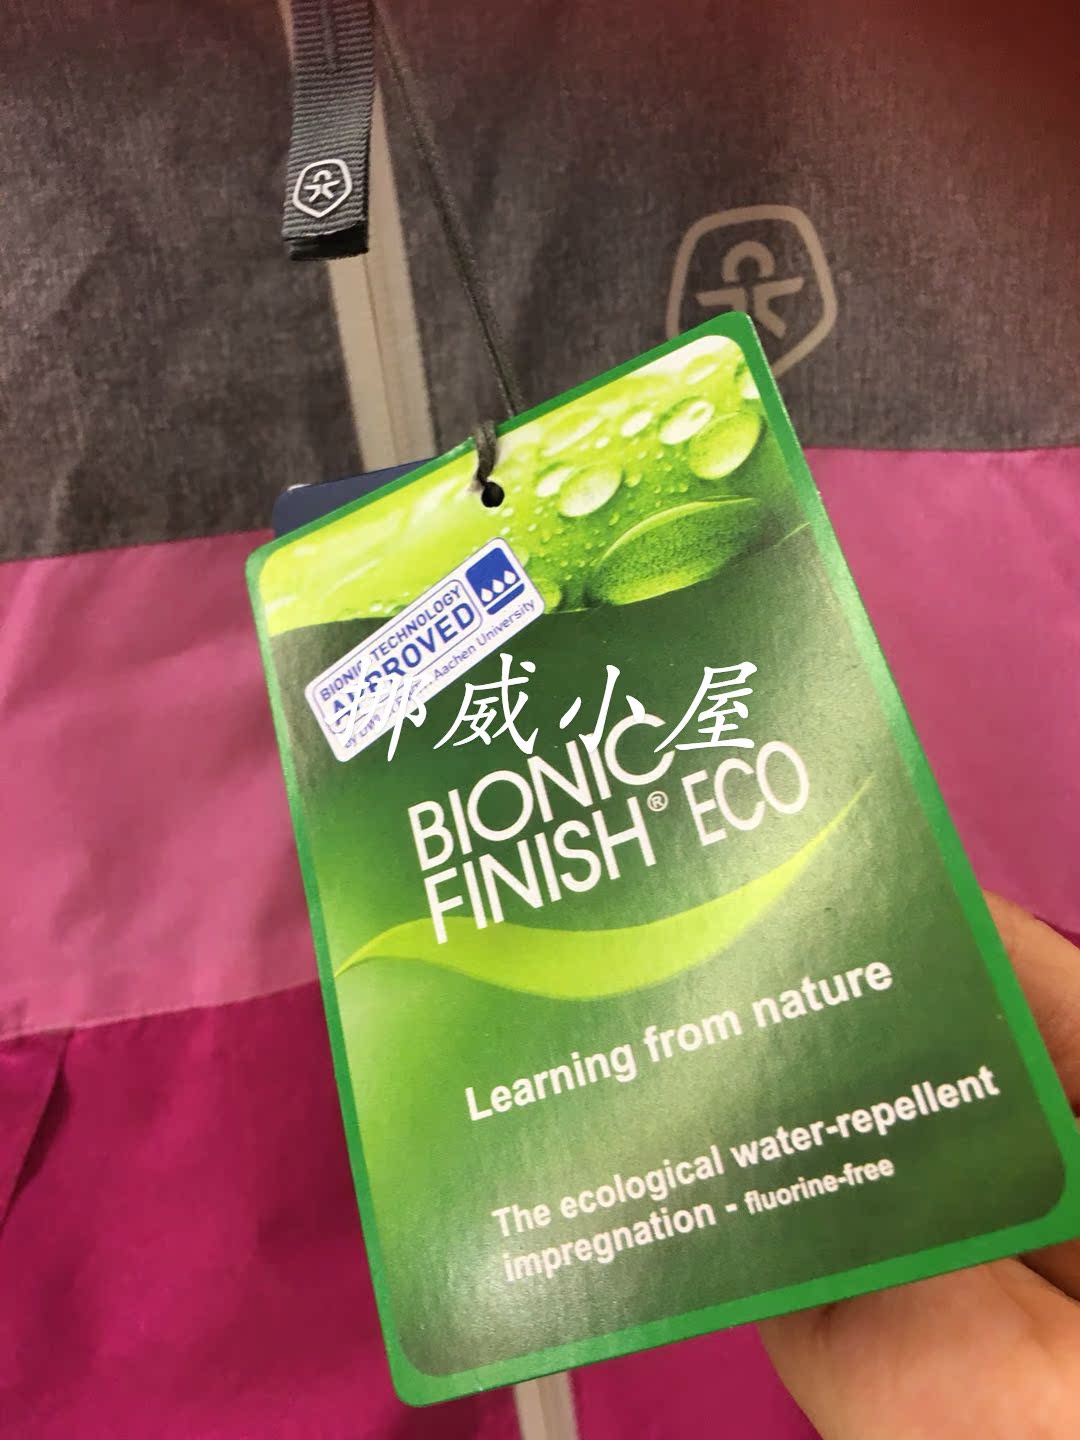 BIONIC TECHNOLOGY
APPROVED
Aachen University
挪威小屋
BIONIC
FINISH® ECO
Learning from nature
The ecological water-repellent
impregnation - fluorine-free